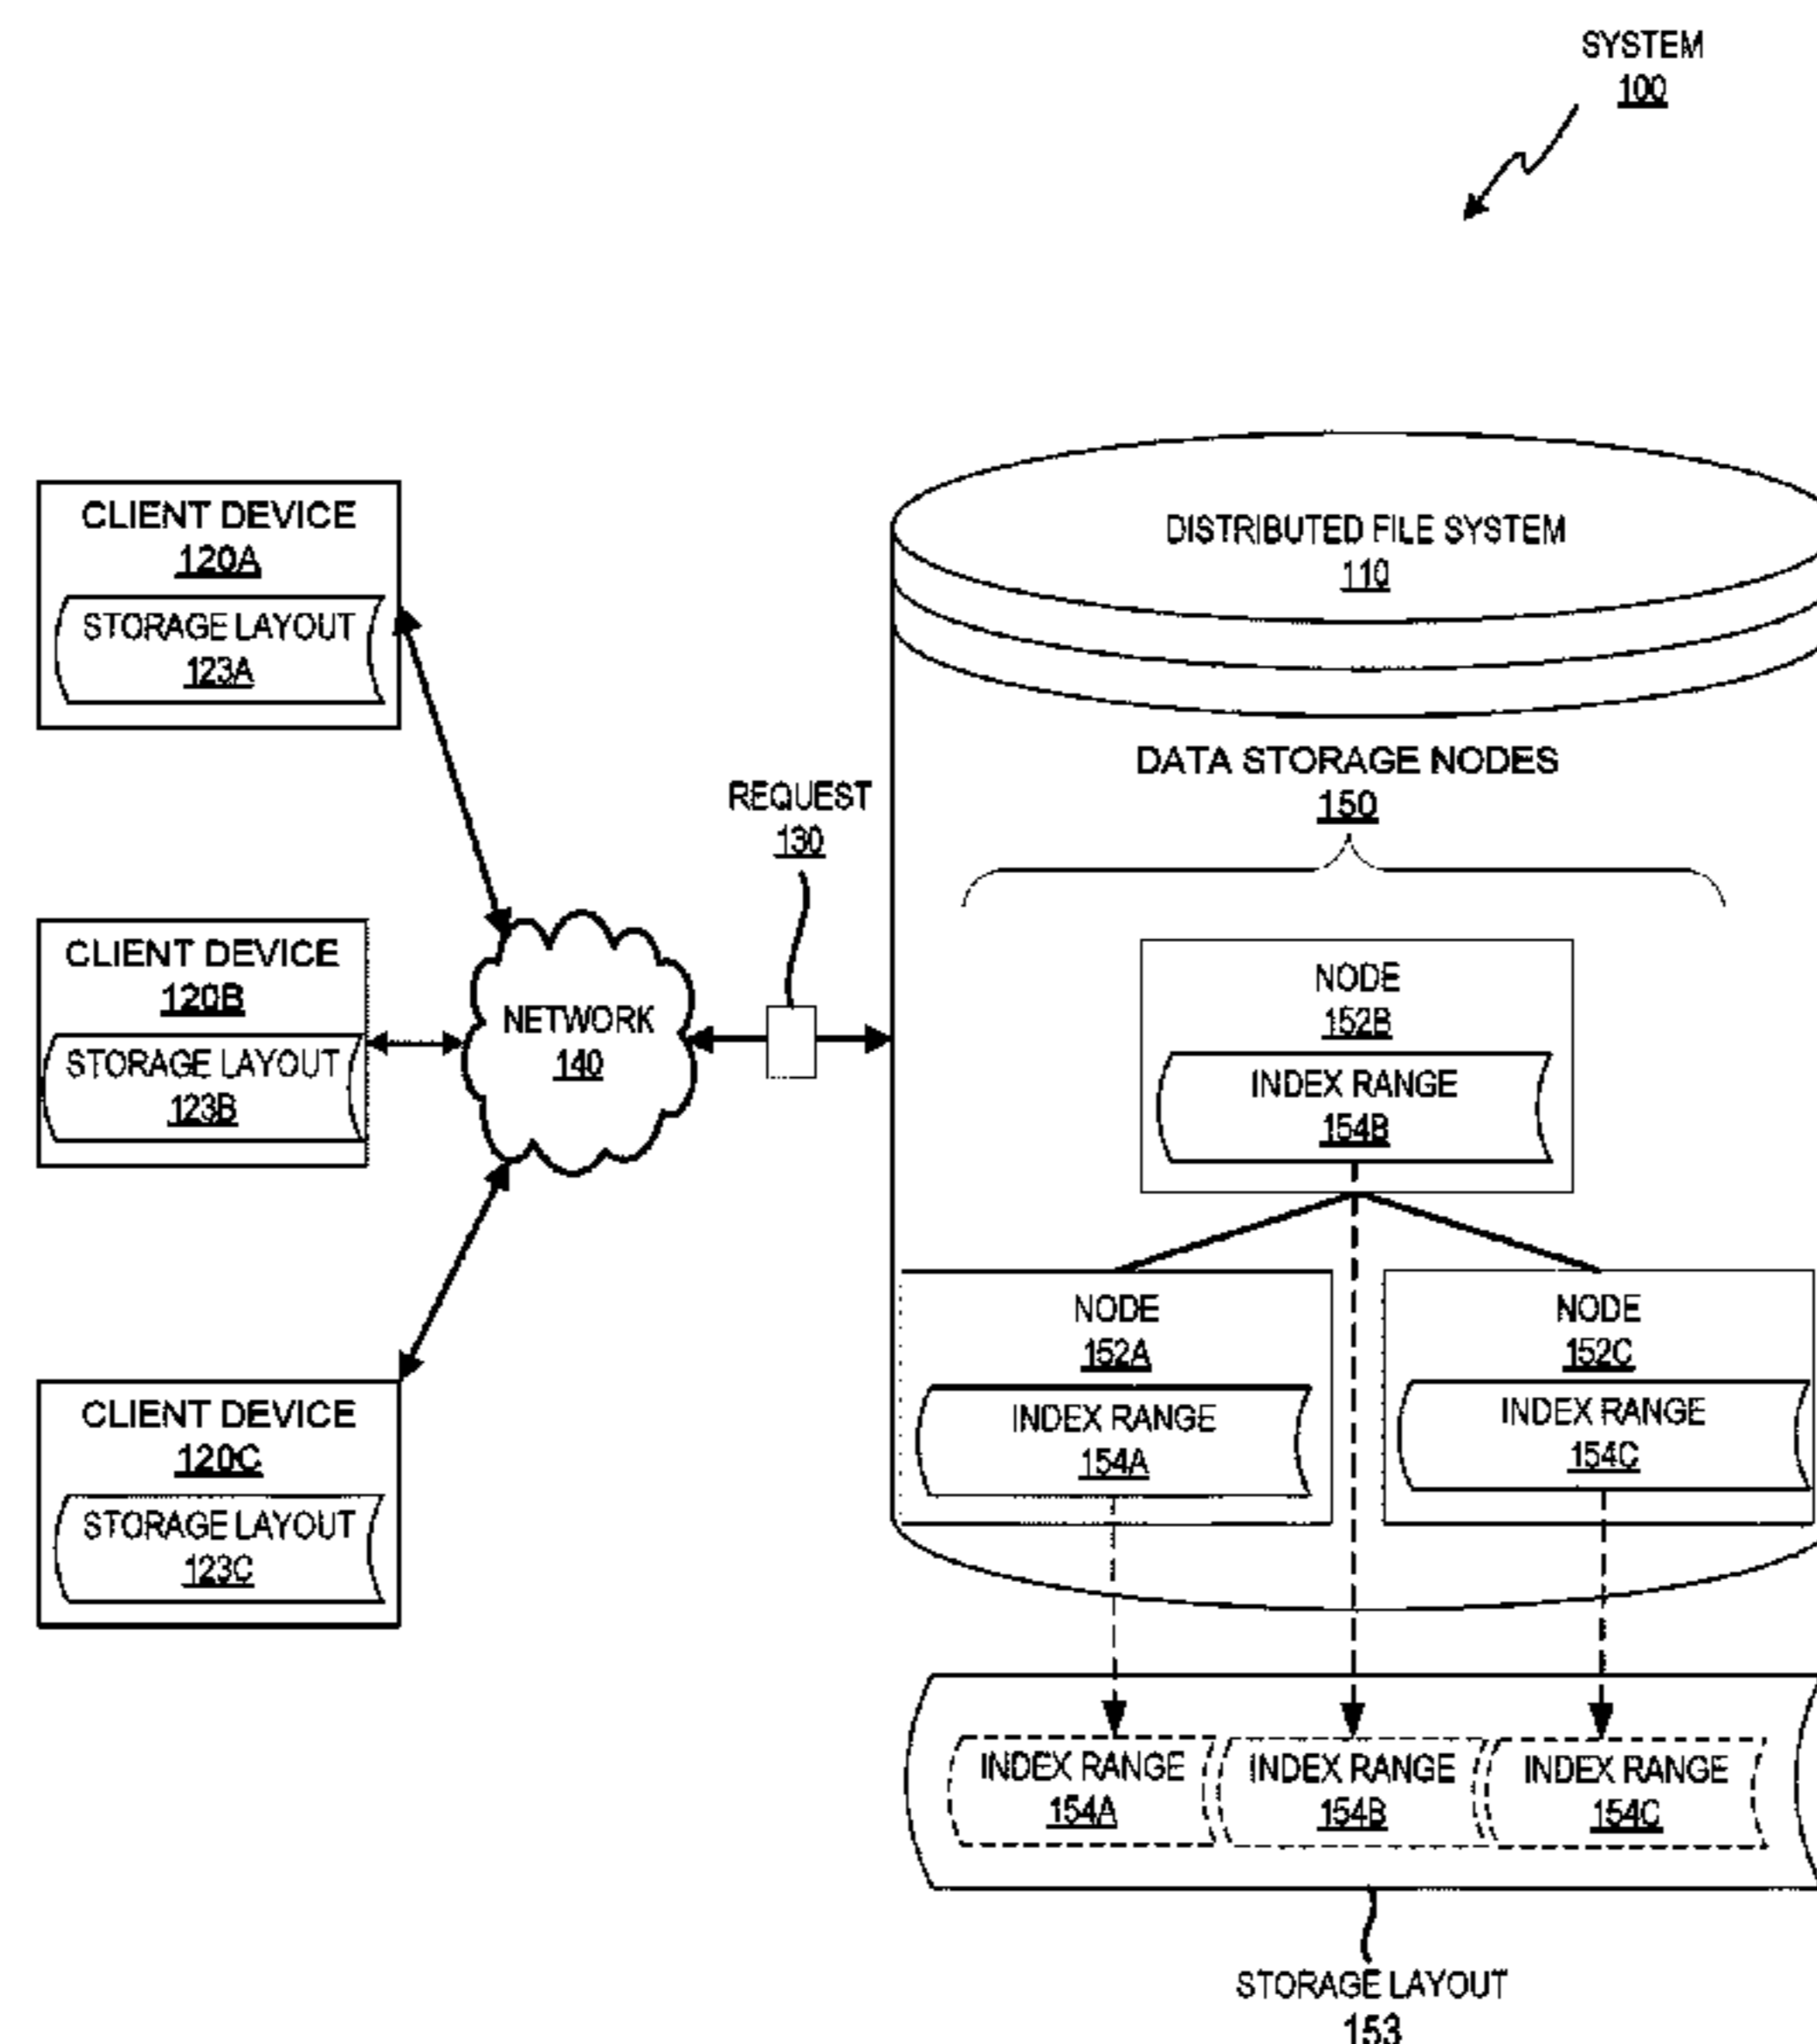 SYSTEM
100
CLIENT DEVICE
120A
STORAGE LAYOUT
123A
DISTRIBUTED FILE SYSTEM
110
DATA STORAGE NODES
150
REQUEST
130
CLIENT DEVICE
120B
STORAGE LAYOUT
123B
NETWORK
140
NODE
152B
INDEX RANGE
154B
NODE
152A
INDEX RANGE
154A
NODE
152C
INDEX RANGE
154C
CLIENT DEVICE
120C
STORAGE LAYOUT
123C
INDEX RANGE
154A
INDEX RANGE
154B
INDEX RANGE
154C
STORAGE LAYOUT
153